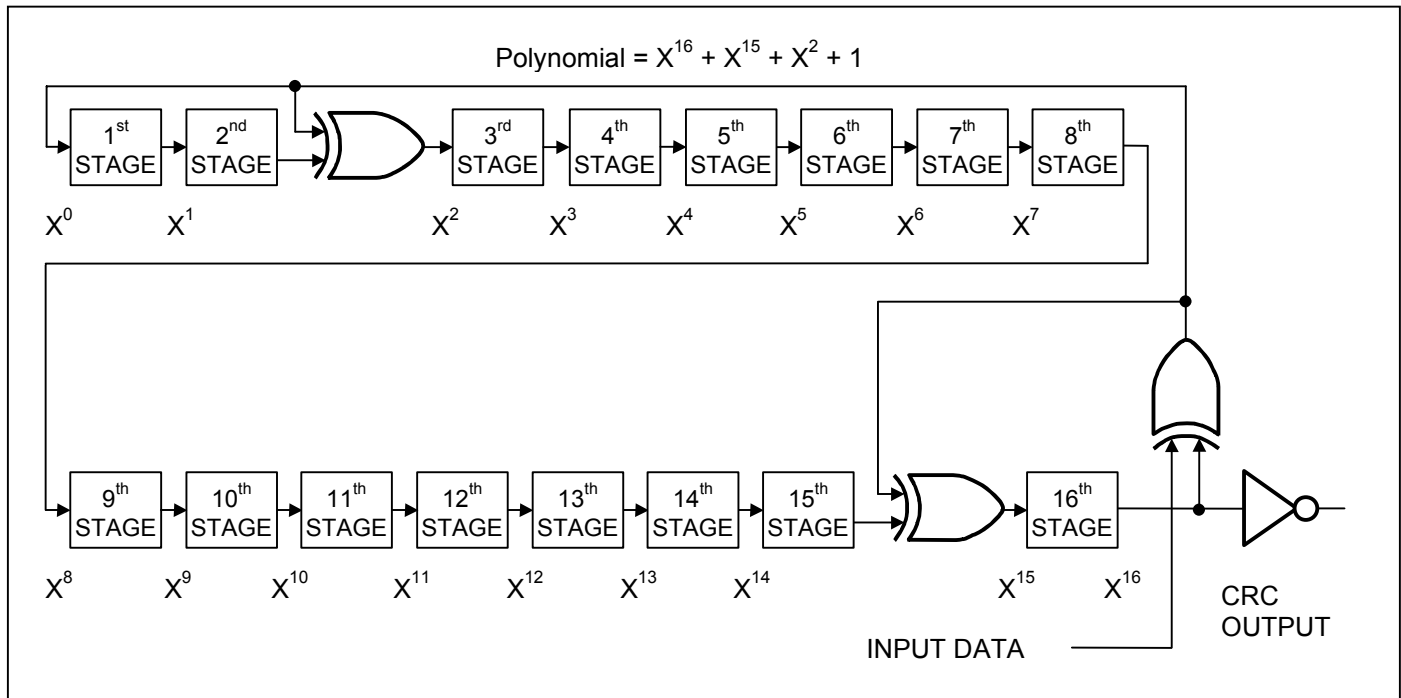 Polynomial = X¹⁶ + X¹⁵ + X² + 1
1ˢᵗ STAGE
2ⁿᵈ STAGE
3ʳᵈ STAGE
4ᵗʰ STAGE
5ᵗʰ STAGE
6ᵗʰ STAGE
7ᵗʰ STAGE
8ᵗʰ STAGE
X⁰ X¹ X² X³ X⁴ X⁵ X⁶ X⁷
9ᵗʰ STAGE
10ᵗʰ STAGE
11ᵗʰ STAGE
12ᵗʰ STAGE
13ᵗʰ STAGE
14ᵗʰ STAGE
15ᵗʰ STAGE
16ᵗʰ STAGE
X⁸ X⁹ X¹⁰ X¹¹ X¹² X¹³ X¹⁴ X¹⁵ X¹⁶
CRC
OUTPUT
INPUT DATA